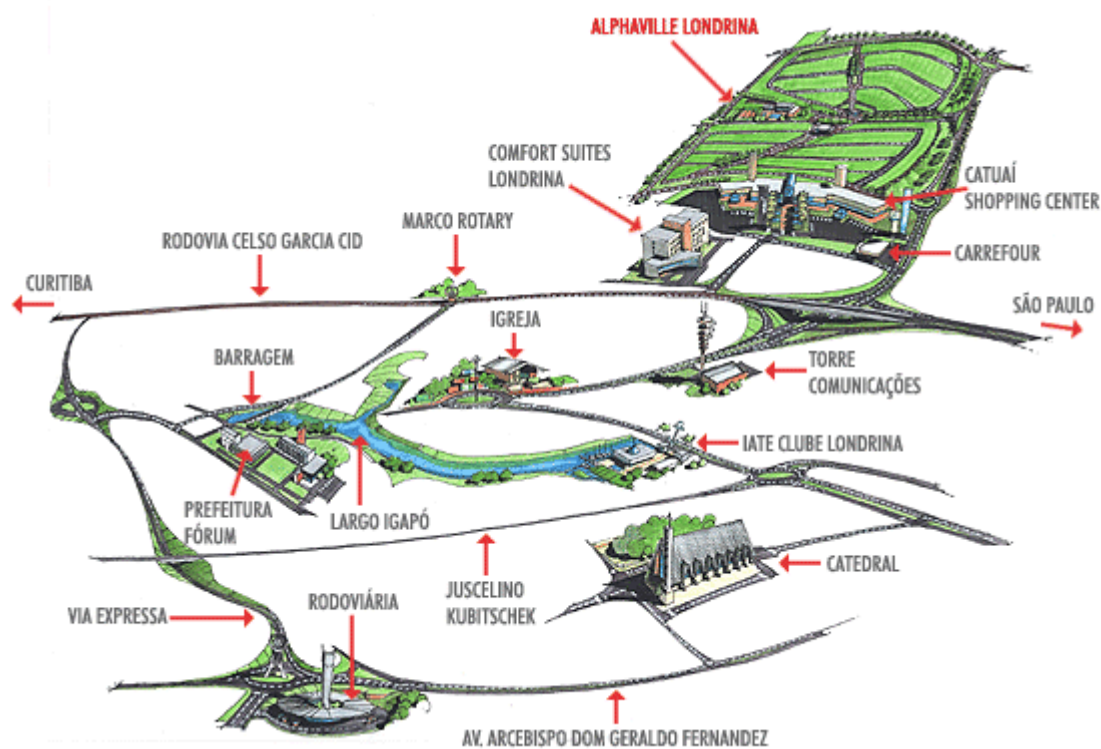 ALPHAVILLE LONDRINA
COMFORT SUITES
LONDRINA
CATUAÍ
SHOPPING CENTER
MARCO ROTARY
RODOVIA CELSO GARCIA CID
CARREFOUR
CURITIBA
SÃO PAULO
IGREJA
BARRAGEM
TORRE
COMUNICAÇÕES
IATE CLUBE LONDRINA
PREFEITURA
FÓRUM
LARGO IGAPÓ
CATEDRAL
JUSCELINO
KUBITSCHEK
RODOVIÁRIA
VIA EXPRESSA
AV. ARCEBISPO DOM GERALDO FERNANDEZ